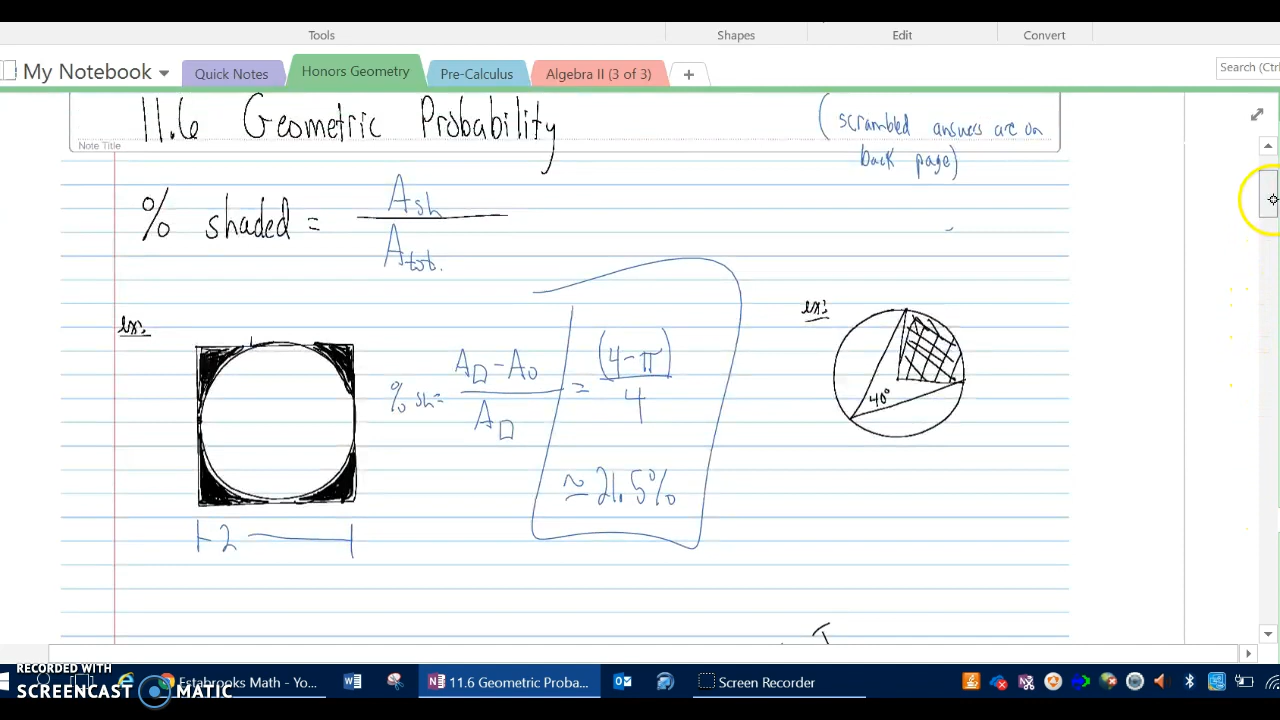 Tools Shapes Edit Convert
My Notebook Quick Notes Honors Geometry Pre-Calculus Algebra II (3 of 3) + Search (Ctrl
11.6 Geometric Probability
(scrambled answers are on
back page)
Note Title
% shaded = Ash / Atot.
ex:
% sh = A□ - A○ / A□ = (4-π) / 4
≈ 21.5%
2
ex:
40°
RECORDED WITH
SCREENCAST MATIC
Estabrooks Math - Yo... 11.6 Geometric Proba... Screen Recorder